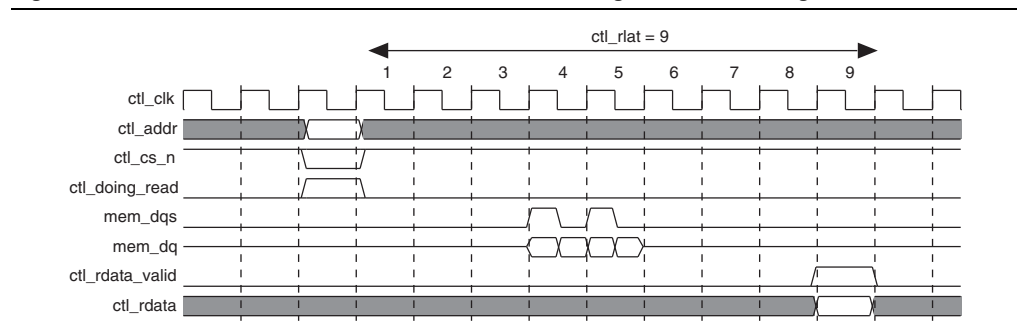 ctl_rlat = 9
1 2 3 4 5 6 7 8 9
ctl_clk
ctl_addr
ctl_cs_n
ctl_doing_read
mem_dqs
mem_dq
ctl_rdata_valid
ctl_rdata